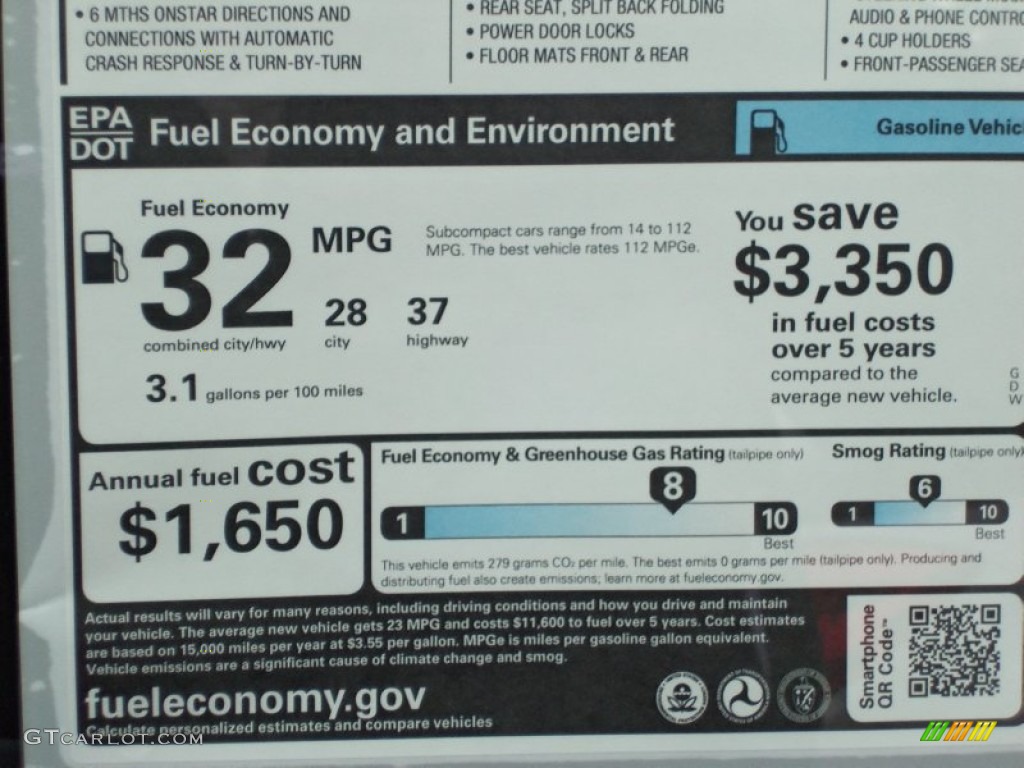 • 6 MTHS ONSTAR DIRECTIONS AND
CONNECTIONS WITH AUTOMATIC
CRASH RESPONSE & TURN-BY-TURN
• REAR SEAT, SPLIT BACK FOLDING
• POWER DOOR LOCKS
• FLOOR MATS FRONT & REAR
AUDIO & PHONE CONTRO
• 4 CUP HOLDERS
• FRONT-PASSENGER SEA
EPA
DOT
Fuel Economy and Environment
Gasoline Vehic
Fuel Economy
32
MPG
combined city/hwy
28
city
37
highway
3.1 gallons per 100 miles
Subcompact cars range from 14 to 112
MPG. The best vehicle rates 112 MPGe.
You save
$3,350
in fuel costs
over 5 years
compared to the
average new vehicle.
G
D
W
Annual fuel cost
$1,650
Fuel Economy & Greenhouse Gas Rating (tailpipe only)
8
1
10
Best
Smog Rating (tailpipe only)
6
1
10
Best
This vehicle emits 279 grams CO₂ per mile. The best emits 0 grams per mile (tailpipe only). Producing and
distributing fuel also create emissions; learn more at fueleconomy.gov.
Actual results will vary for many reasons, including driving conditions and how you drive and maintain
your vehicle. The average new vehicle gets 23 MPG and costs $11,600 to fuel over 5 years. Cost estimates
are based on 15,000 miles per year at $3.55 per gallon. MPGe is miles per gasoline gallon equivalent.
Vehicle emissions are a significant cause of climate change and smog.
fueleconomy.gov
Calculate personalized estimates and compare vehicles
Smartphone
QR Code™
GTCARLOT.COM